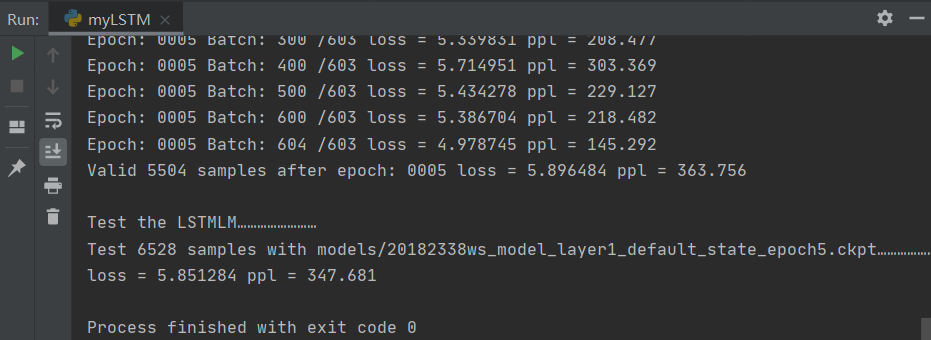 Run: myLSTM
Epoch: 0005 Batch: 300 /603 loss = 5.339831 ppl = 208.477
Epoch: 0005 Batch: 400 /603 loss = 5.714951 ppl = 303.369
Epoch: 0005 Batch: 500 /603 loss = 5.434278 ppl = 229.127
Epoch: 0005 Batch: 600 /603 loss = 5.386704 ppl = 218.482
Epoch: 0005 Batch: 604 /603 loss = 4.978745 ppl = 145.292
Valid 5504 samples after epoch: 0005 loss = 5.896484 ppl = 363.756
Test the LSTMLM……………………
Test 6528 samples with models/20182338ws_model_layer1_default_state_epoch5.ckpt………………
loss = 5.851284 ppl = 347.681
Process finished with exit code 0